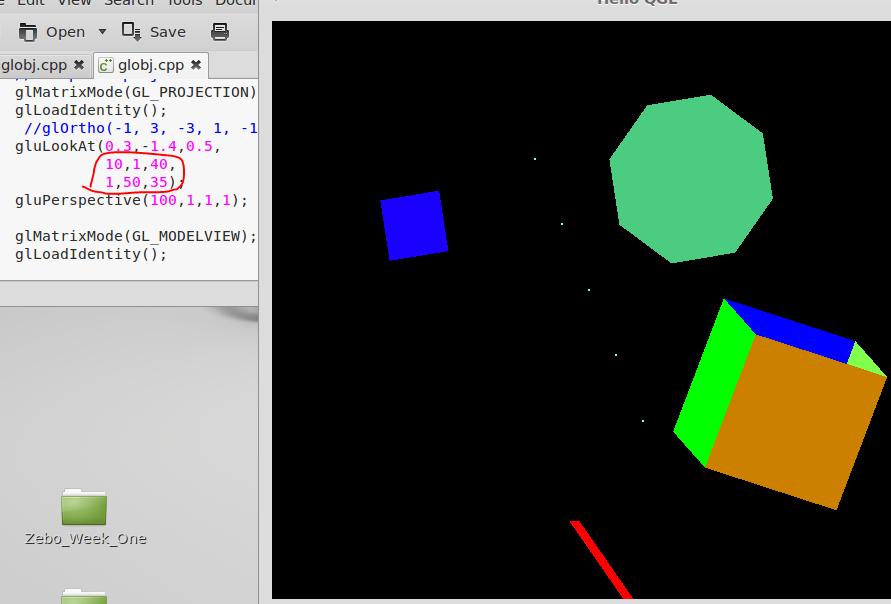 Edit View Search Tools Docum
Hello QGL
Open Save
globj.cpp globj.cpp
glMatrixMode(GL_PROJECTION)
glLoadIdentity();
//glOrtho(-1, 3, -3, 1, -1
gluLookAt(0.3,-1.4,0.5,
10,1,40,
1,50,35);
gluPerspective(100,1,1,1);
glMatrixMode(GL_MODELVIEW);
glLoadIdentity();
Zebo_Week_One